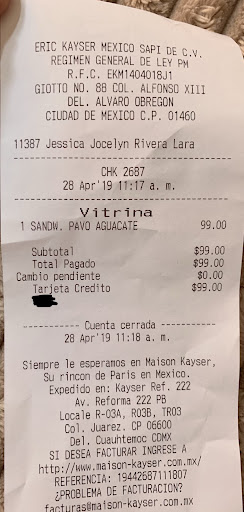 ERIC KAYSER MEXICO SAPI DE C.V.
REGIMEN GENERAL DE LEY PM
R.F.C. EKM1404018J1
GIOTTO NO. 88 COL. ALFONSO XIII
DEL. ALVARO OBREGON
CIUDAD DE MEXICO C.P. 01460
11387 Jessica Jocelyn Rivera Lara
CHK 2687
28 Apr'19 11:17 a. m.
Vitrina
1 SANDW. PAVO AGUACATE 99.00
Subtotal $99.00
Total Pagado $99.00
Cambio pendiente $0.00
Tarjeta Credito $99.00
--------- Cuenta cerrada ---------
28 Apr'19 11:18 a. m.
Siempre le esperamos en Maison Kayser,
Su rincon de Paris en Mexico.
Expedido en: Kayser Ref. 222
Av. Reforma 222 PB
Locale R-03A, R03B, TR03
Col. Juarez. CP 06600
Del. Cuauhtemoc CDMX
SI DESEA FACTURAR INGRESE A
http://www.maison-kayser.com.mx/
REFERENCIA: 19442687111807
¿PROBLEMA DE FACTURACION?
facturas@maison-kayser.com.mx